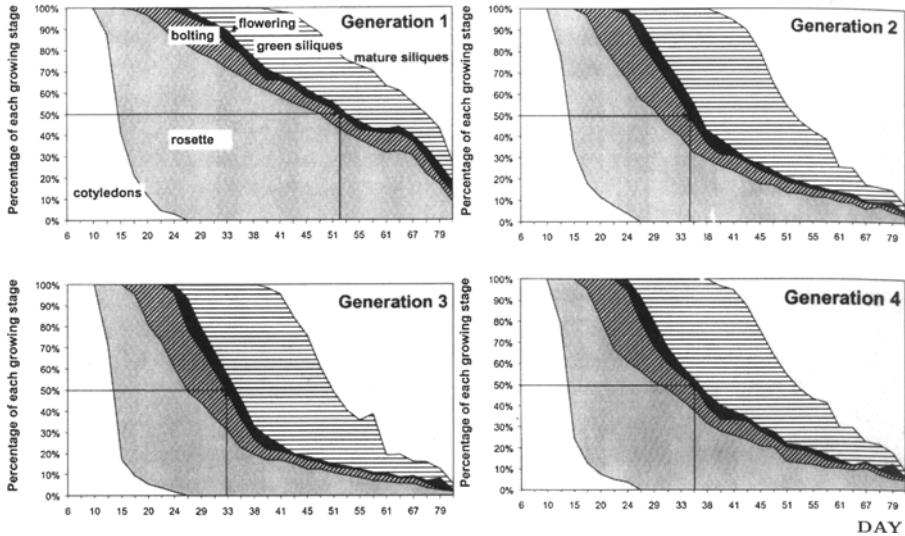 Percentage of each growing stage
100%
90%
80%
70%
60%
50%
40%
30%
20%
10%
0%
Generation 1
flowering
bolting
green siliques
mature siliques
rosette
cotyledons
6 10 15 20 24 29 33 38 41 45 51 55 61 67 79
Percentage of each growing stage
100%
90%
80%
70%
60%
50%
40%
30%
20%
10%
0%
Generation 2
6 10 15 20 24 29 33 38 41 45 51 55 61 67 79
Percentage of each growing stage
100%
90%
80%
70%
60%
50%
40%
30%
20%
10%
0%
Generation 3
6 10 15 20 24 29 33 38 41 45 51 55 61 67 79
Percentage of each growing stage
100%
90%
80%
70%
60%
50%
40%
30%
20%
10%
0%
Generation 4
6 10 15 20 24 29 33 38 41 45 51 55 61 67 79
DAY